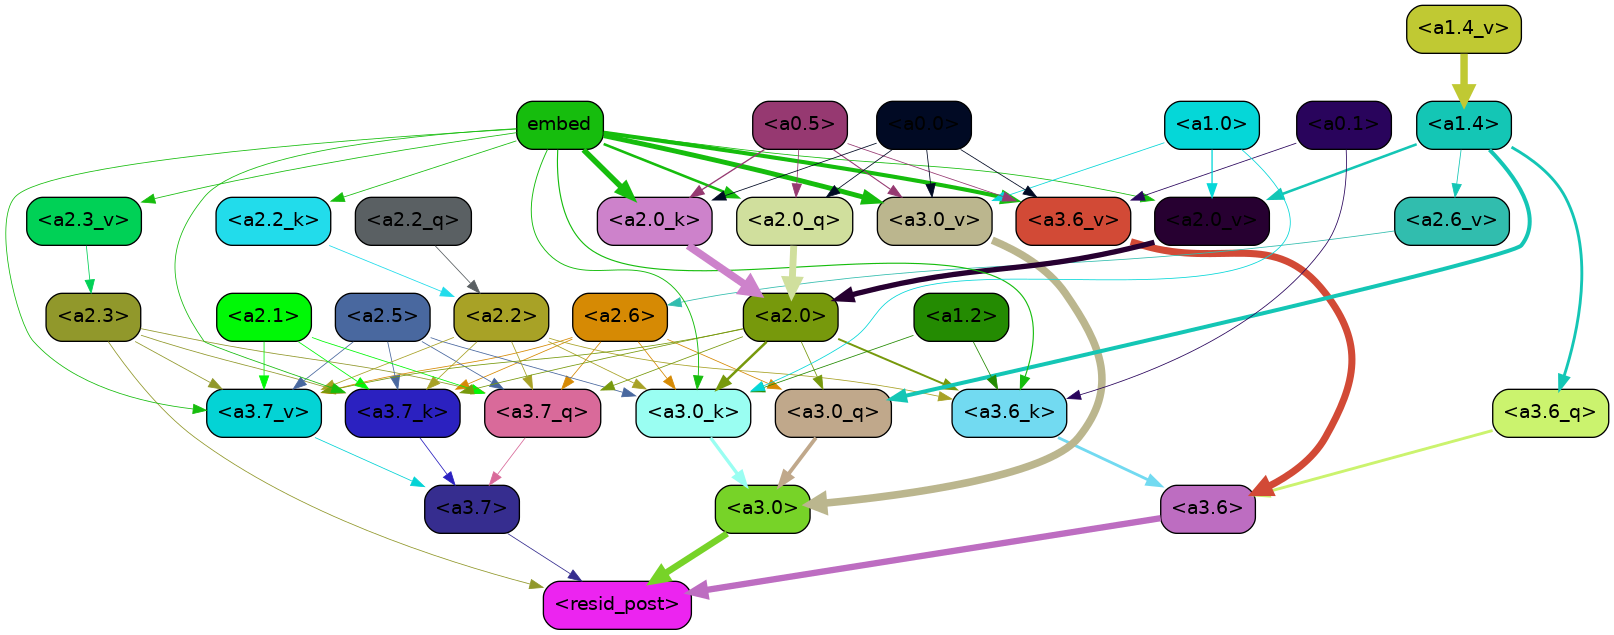 <a1.4_v>
embed
<a0.5>
<a0.0>
<a1.0>
<a0.1>
<a1.4>
<a2.3_v>
<a2.2_k>
<a2.2_q>
<a2.0_k>
<a2.0_q>
<a3.0_v>
<a3.6_v>
<a2.0_v>
<a2.6_v>
<a2.3>
<a2.1>
<a2.5>
<a2.2>
<a2.6>
<a2.0>
<a1.2>
<a3.7_v>
<a3.7_k>
<a3.7_q>
<a3.0_k>
<a3.0_q>
<a3.6_k>
<a3.6_q>
<a3.7>
<a3.0>
<a3.6>
<resid_post>